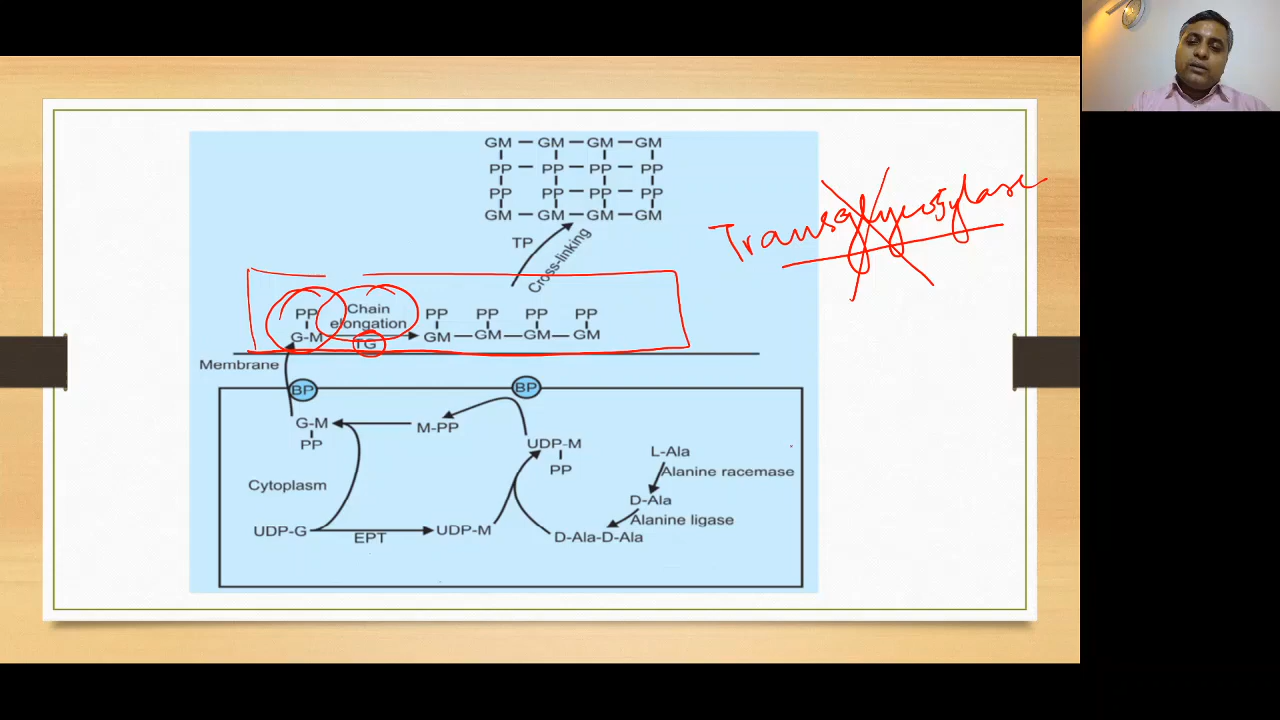 GM GM GM GM
PP PP PP PP
PP PP PP PP
GM GM GM GM
TP
Cross-linking
Transglycosylase
PP
Chain
elongation
PP PP PP PP
G-M
TG
GM GM GM GM
Membrane
BP
BP
G-M
PP
M-PP
UDP-M
PP
L-Ala
Alanine racemase
Cytoplasm
D-Ala
Alanine ligase
UDP-G
EPT
UDP-M
D-Ala-D-Ala